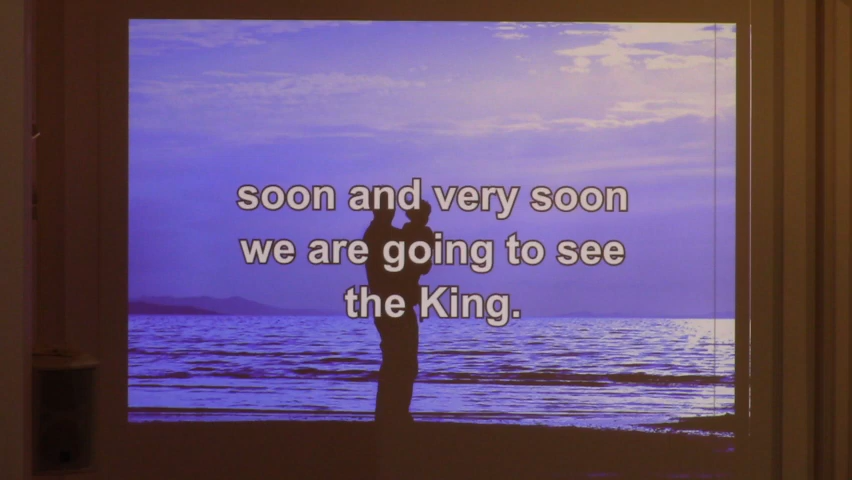 soon and very soon
we are going to see
the King.